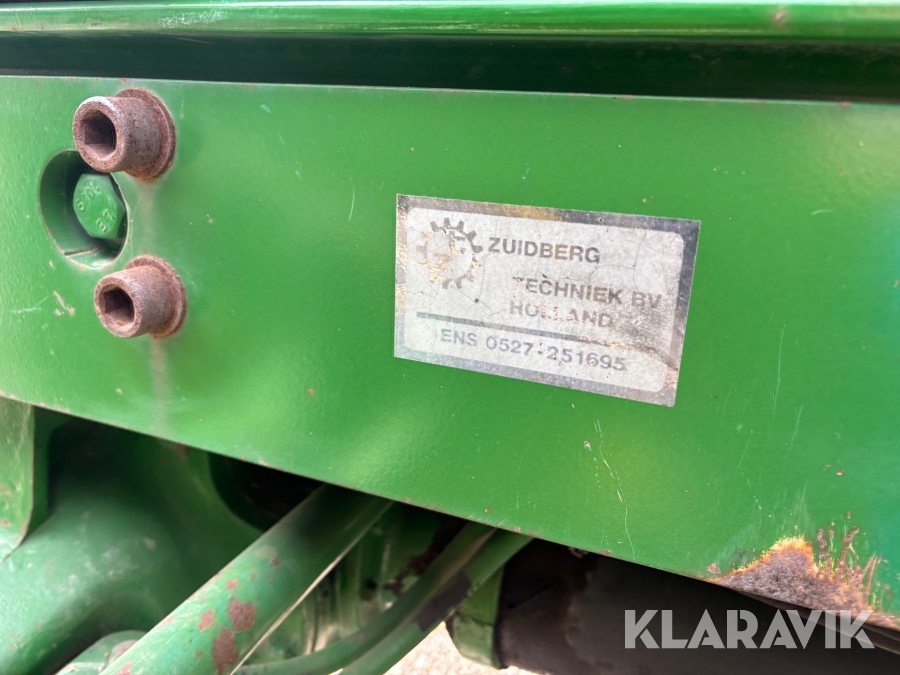 ZUIDBERG
TECHNIEK BV
HOLLAND
ENS 0527-251695
KLARAVIK